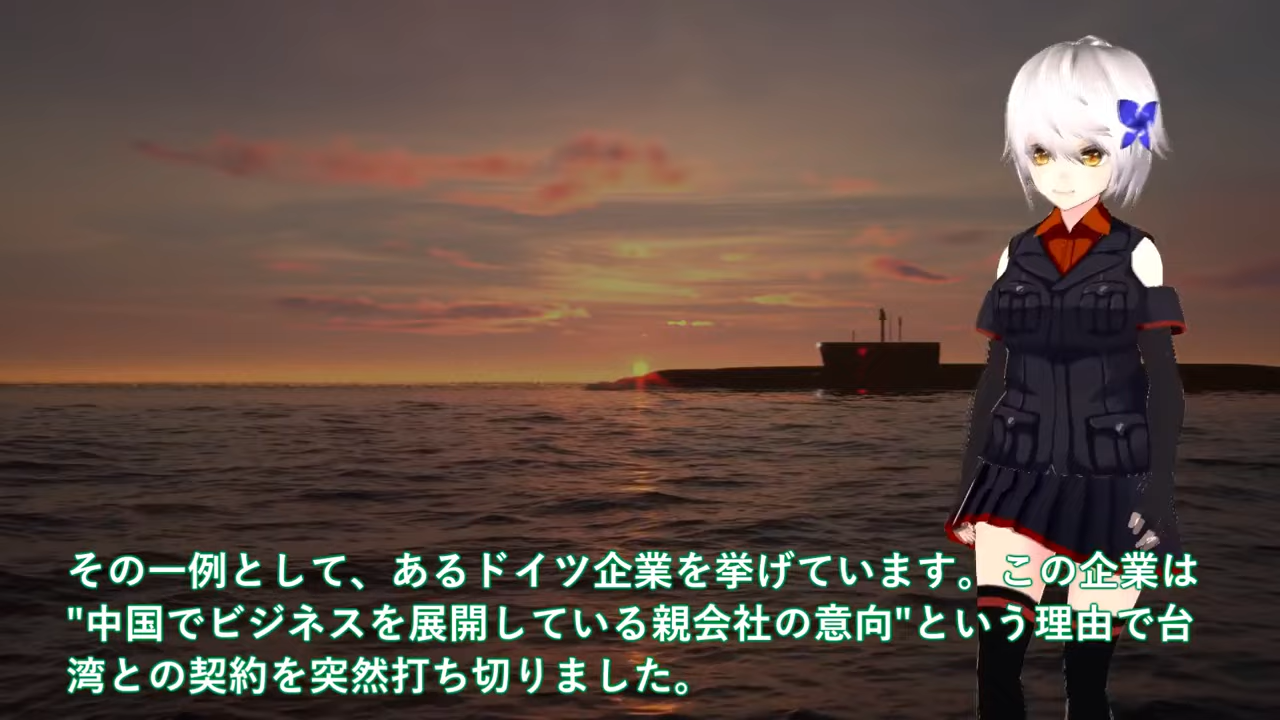 その一例として、あるドイツ企業を挙げています。 この企業は
"中国でビジネスを展開している親会社の意向"という理由で台
湾との契約を突然打ち切りました。